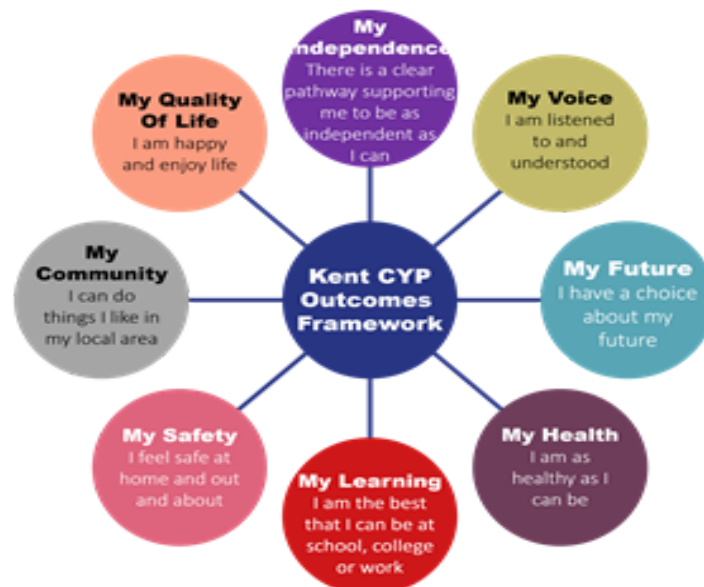 My
Independence
There is a clear
pathway supporting
me to be as
independent as
I can
My Voice
I am listened
to and
understood
My Future
I have a choice
about my
future
My Health
I am as
healthy as I
can be
My Learning
I am the best
that I can be at
school, college
or work
My Safety
I feel safe at
home and out
and about
My
Community
I can do
things I like in
my local area
My Quality
Of Life
I am happy
and enjoy life
Kent CYP
Outcomes
Framework